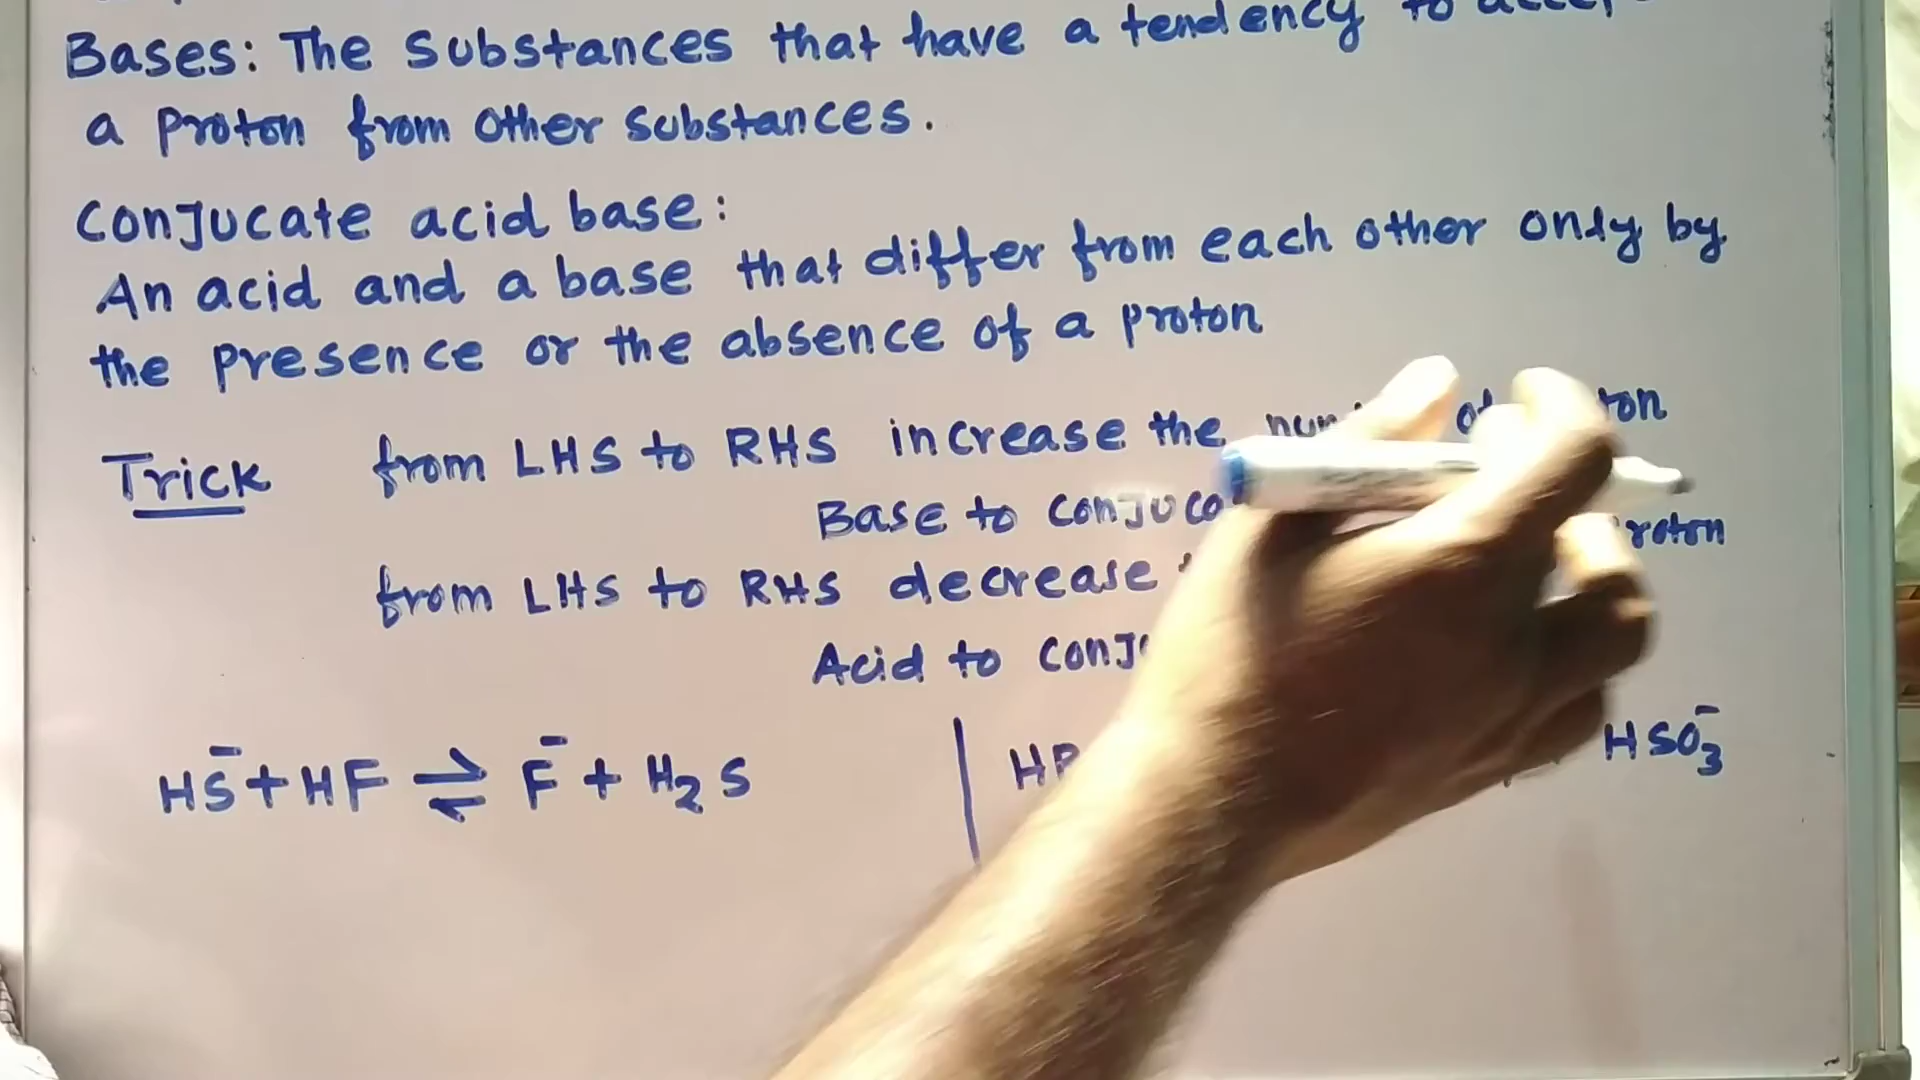 Bases: The substances that have a tendency to
a proton from other substances.
Conjucate acid base:
An acid and a base that differ from each other only by
the presence or the absence of a proton
Trick from LHS to RHS increase the
Base to
from LHS to RHS decrease
Acid to
HS⁻ + HF ⇌ F⁻ + H₂S
HSO₃⁻